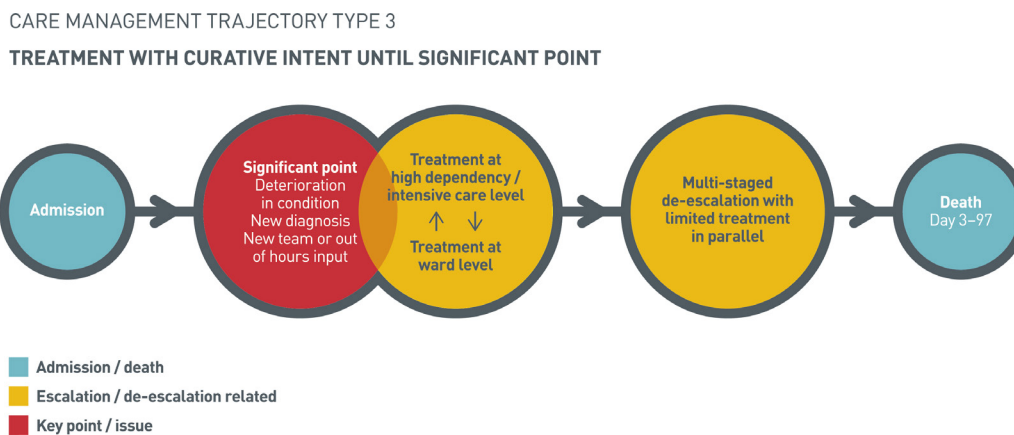 CARE MANAGEMENT TRAJECTORY TYPE 3
TREATMENT WITH CURATIVE INTENT UNTIL SIGNIFICANT POINT
Admission
Significant point
Deterioration
in condition
New diagnosis
New team or out
of hours input
Treatment at
high dependency /
intensive care level
↑ ↓
Treatment at
ward level
Multi-staged
de-escalation with
limited treatment
in parallel
Death
Day 3–97
Admission / death
Escalation / de-escalation related
Key point / issue